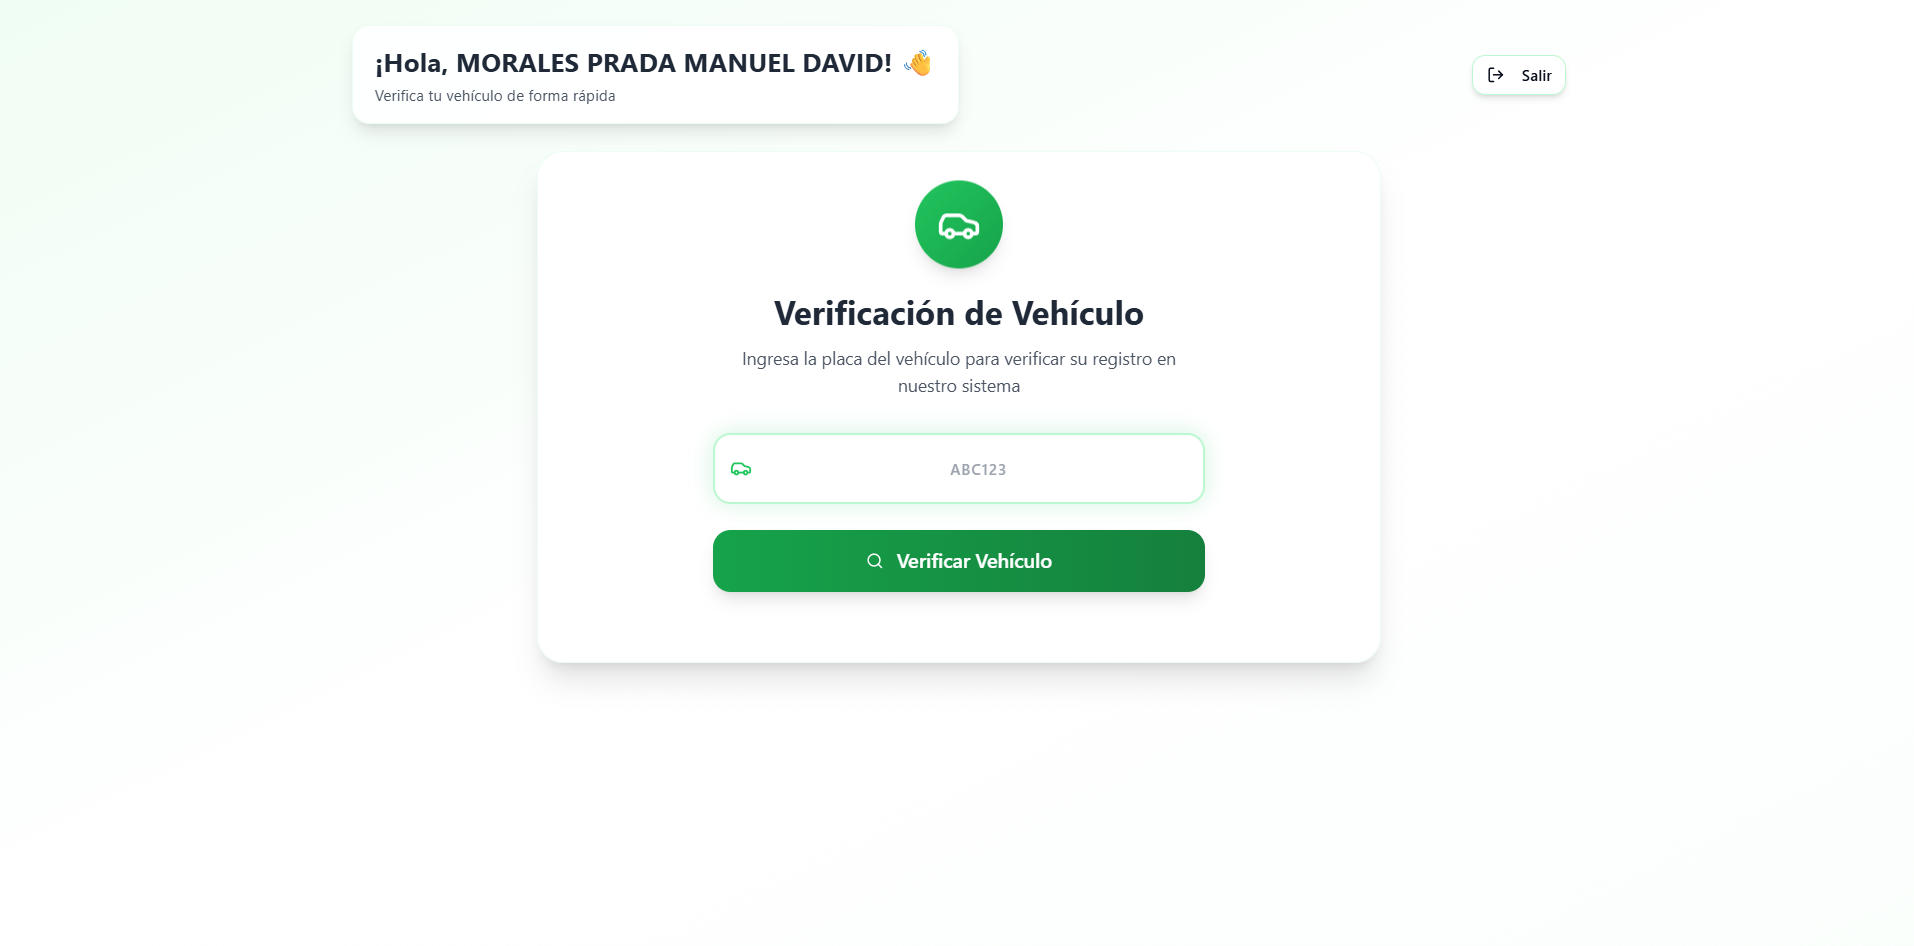 ¡Hola, MORALES PRADA MANUEL DAVID! 👋
Verifica tu vehículo de forma rápida
Salir
Verificación de Vehículo
Ingresa la placa del vehículo para verificar su registro en
nuestro sistema
ABC123
Verificar Vehículo